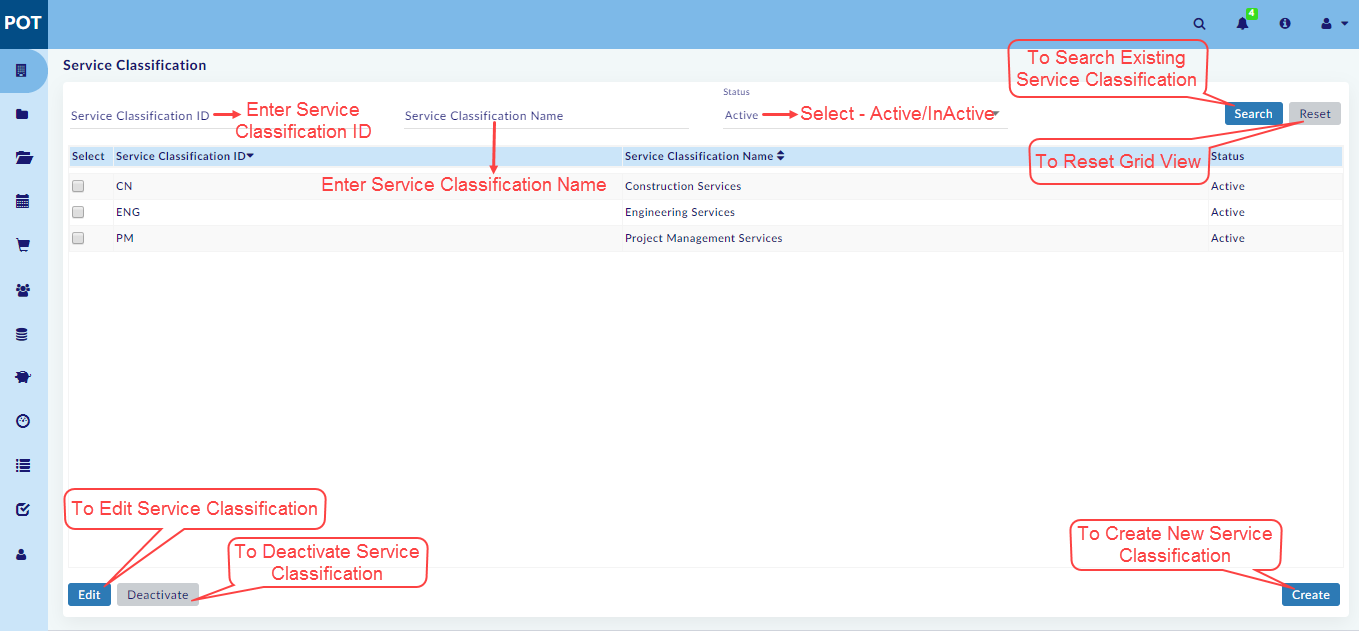 POT
4
Service Classification
To Search Existing
Service Classification
Status
Service Classification ID
Enter Service
Classification ID
Service Classification Name
Active
Select - Active/InActive
Search
Reset
To Reset Grid View
Select
Service Classification ID
Service Classification Name
Status
Enter Service Classification Name
CN
Construction Services
Active
ENG
Engineering Services
Active
PM
Project Management Services
Active
To Edit Service Classification
To Deactivate Service
Classification
To Create New Service
Classification
Edit
Deactivate
Create